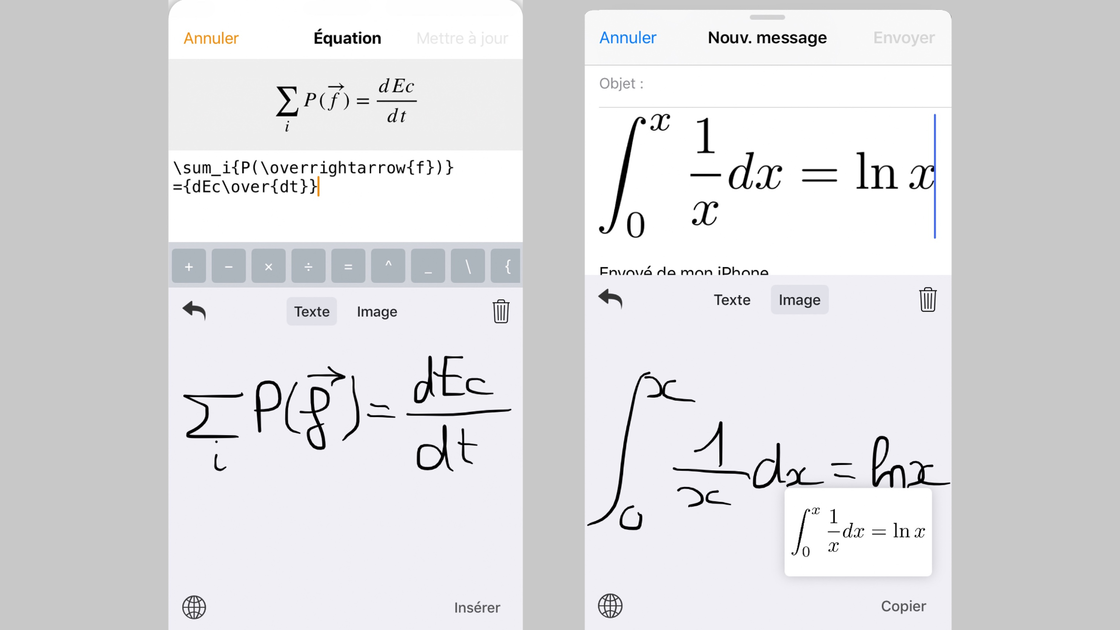 Annuler Équation Mettre à jour
\sum_i P(\overrightarrow{f}) = \frac{dEc}{dt}
\sum_i{P(\overrightarrow{f})}
={dEc\over{dt}}
+ − × ÷ = ^ _ \ {
Texte Image
\sum_i P(\overrightarrow{f}) = \frac{dEc}{dt}
Insérer
Annuler Nouv. message Envoyer
Objet :
\int_0^x \frac{1}{x} dx = \ln x
Envoyé de mon iPhone
Texte Image
\int_0^x \frac{1}{x} dx = \ln x
\int_0^x \frac{1}{x} dx = \ln x
Copier